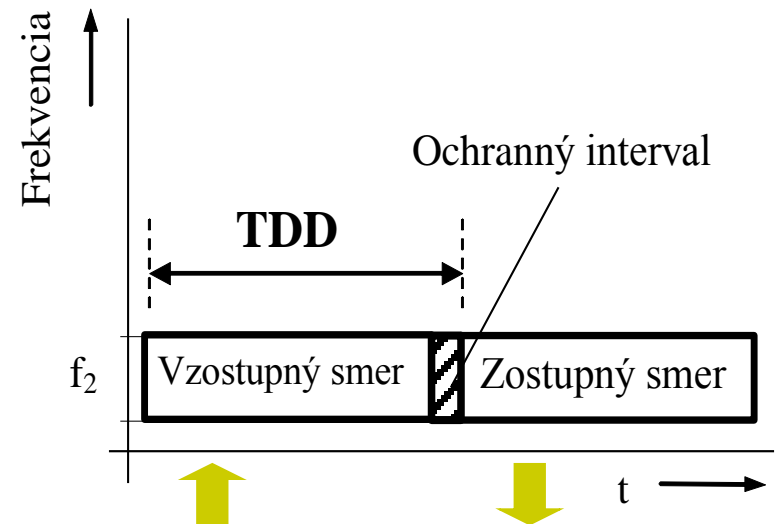 Frekvencia
Ochranný interval
TDD
f₂
Vzostupný smer
Zostupný smer
t